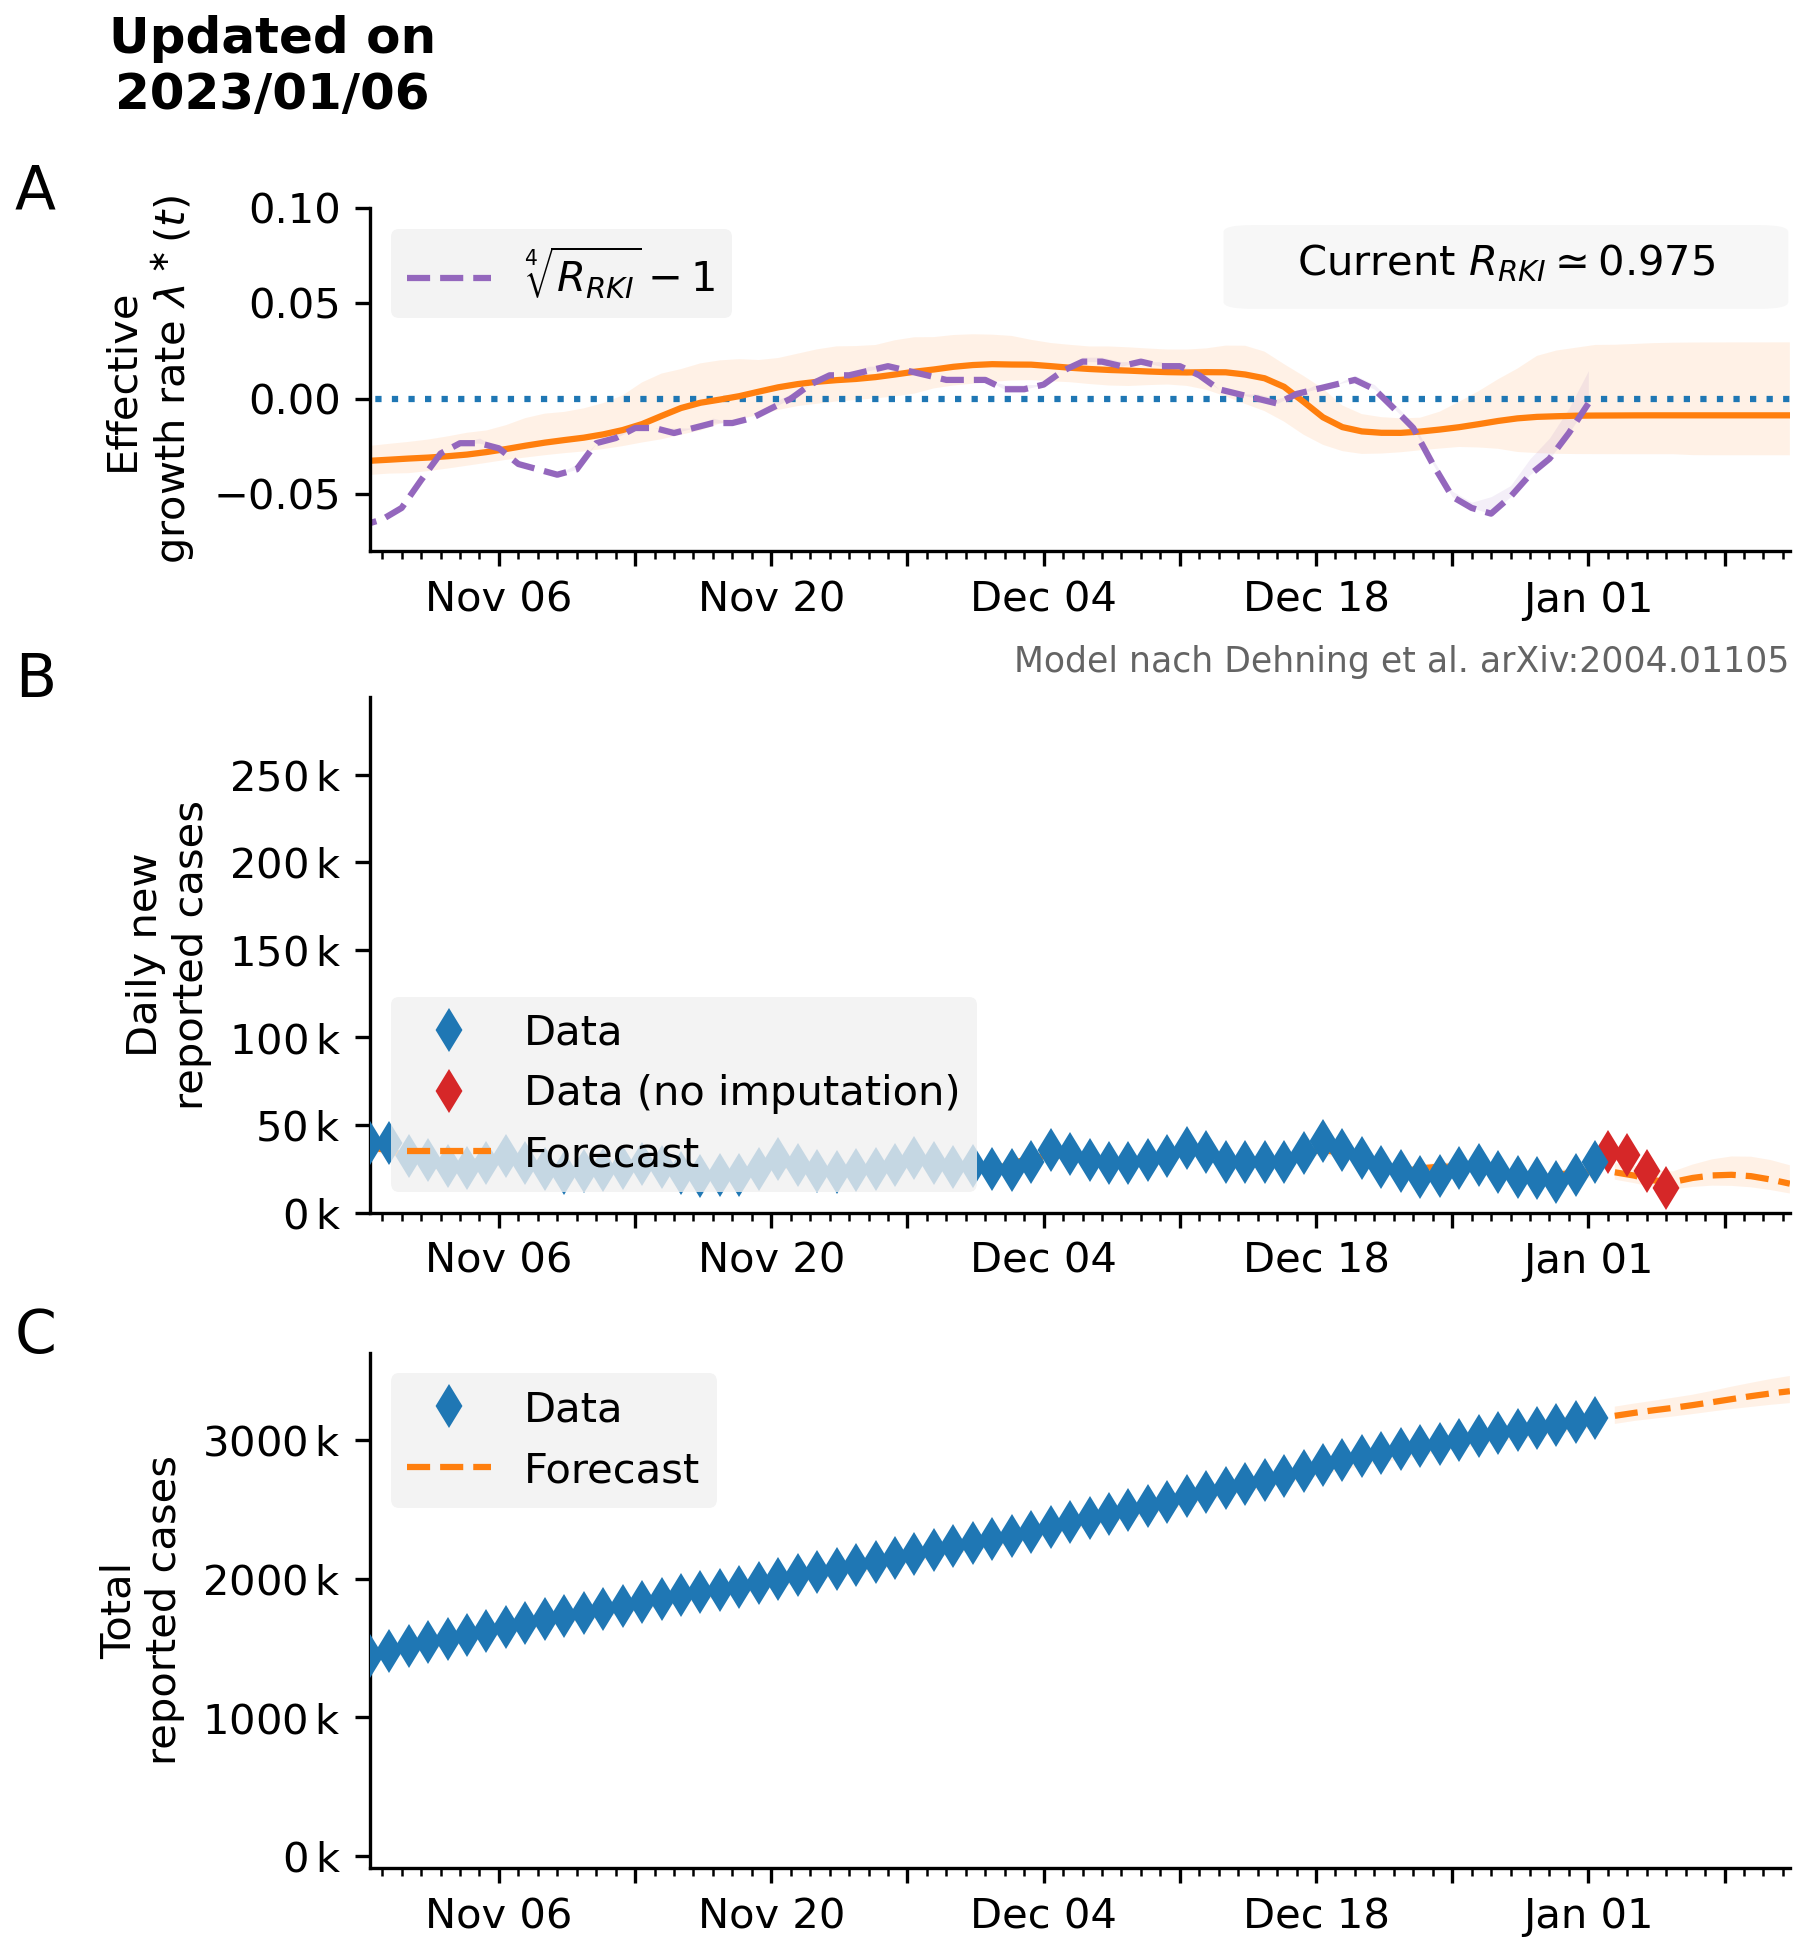 Updated on
2023/01/06
A
Effective
growth rate λ * (t)
0.10
0.05
0.00
−0.05
∜R_RKI − 1
Current R_RKI ≃ 0.975
Nov 06
Nov 20
Dec 04
Dec 18
Jan 01
Model nach Dehning et al. arXiv:2004.01105
B
Daily new
reported cases
250 k
200 k
150 k
100 k
50 k
0 k
Data
Data (no imputation)
Forecast
Nov 06
Nov 20
Dec 04
Dec 18
Jan 01
C
Total
reported cases
3000 k
2000 k
1000 k
0 k
Data
Forecast
Nov 06
Nov 20
Dec 04
Dec 18
Jan 01